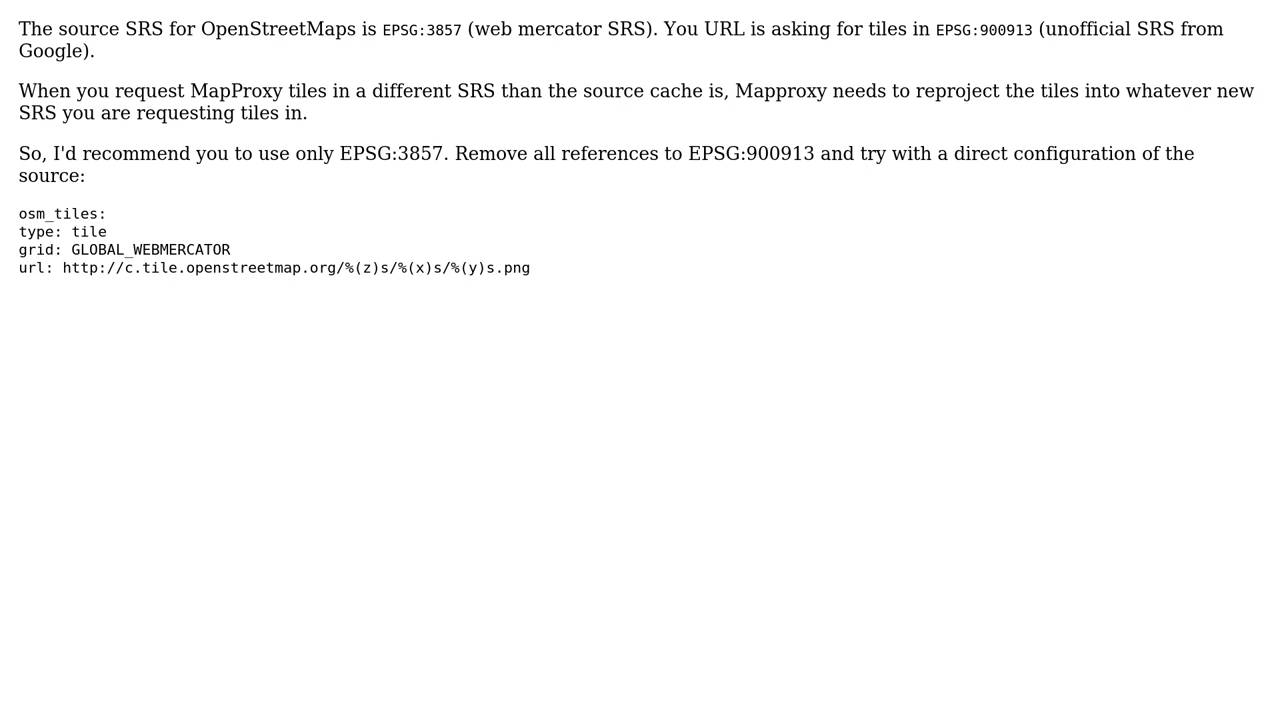 The source SRS for OpenStreetMaps is EPSG:3857 (web mercator SRS). You URL is asking for tiles in EPSG:900913 (unofficial SRS from
Google).
When you request MapProxy tiles in a different SRS than the source cache is, Mapproxy needs to reproject the tiles into whatever new
SRS you are requesting tiles in.
So, I'd recommend you to use only EPSG:3857. Remove all references to EPSG:900913 and try with a direct configuration of the
source:
osm_tiles:
type: tile
grid: GLOBAL_WEBMERCATOR
url: http://c.tile.openstreetmap.org/%(z)s/%(x)s/%(y)s.png